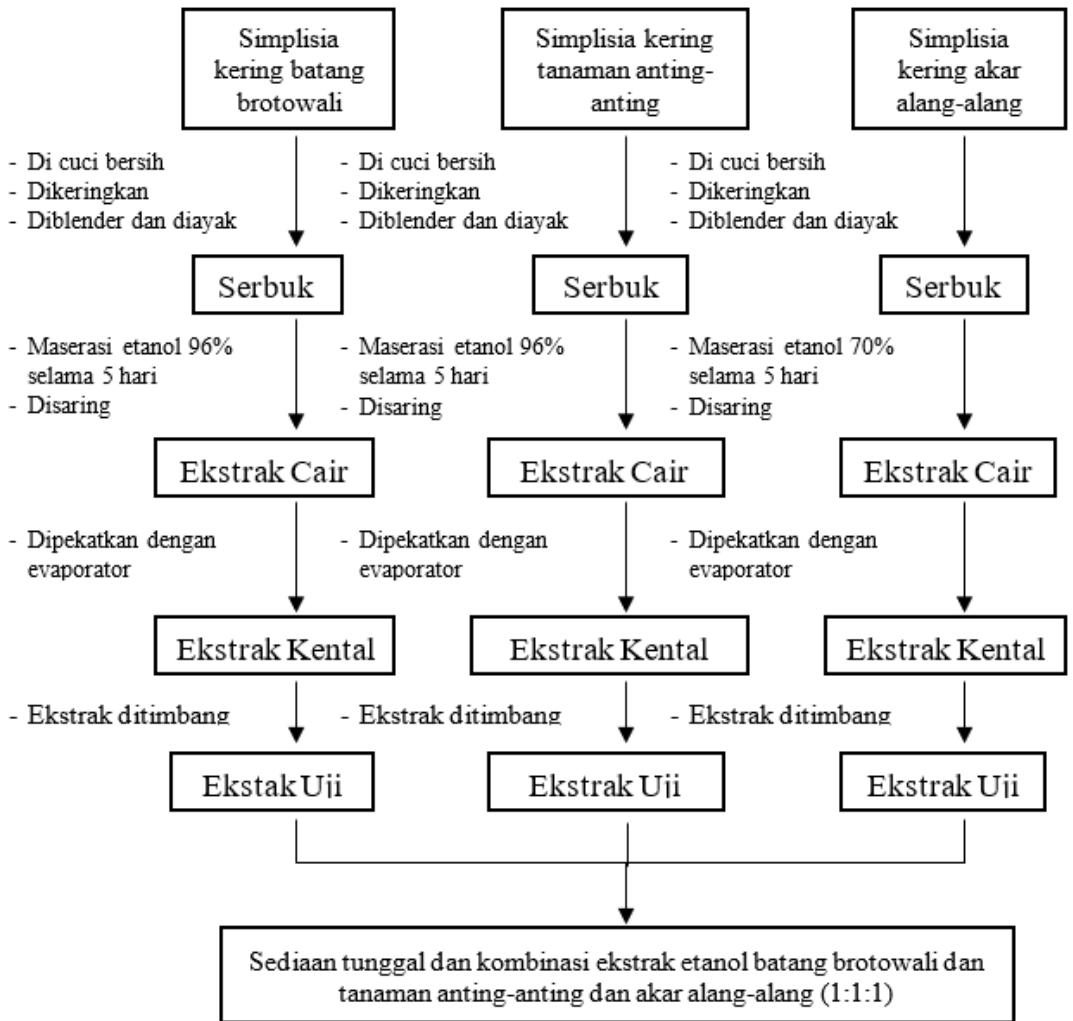 Simplisia
kering batang
brotowali
Simplisia kering
tanaman anting-
anting
Simplisia
kering akar
alang-alang
- Di cuci bersih
- Dikeringkan
- Diblender dan diayak
- Di cuci bersih
- Dikeringkan
- Diblender dan diayak
- Di cuci bersih
- Dikeringkan
- Diblender dan diayak
Serbuk
Serbuk
Serbuk
- Maserasi etanol 96%
selama 5 hari
- Disaring
- Maserasi etanol 96%
selama 5 hari
- Disaring
- Maserasi etanol 70%
selama 5 hari
- Disaring
Ekstrak Cair
Ekstrak Cair
Ekstrak Cair
- Dipekatkan dengan
evaporator
- Dipekatkan dengan
evaporator
- Dipekatkan dengan
evaporator
Ekstrak Kental
Ekstrak Kental
Ekstrak Kental
- Ekstrak ditimbang
- Ekstrak ditimbang
- Ekstrak ditimbang
Ekstak Uji
Ekstrak Uji
Ekstrak Uji
Sediaan tunggal dan kombinasi ekstrak etanol batang brotowali dan
tanaman anting-anting dan akar alang-alang (1:1:1)